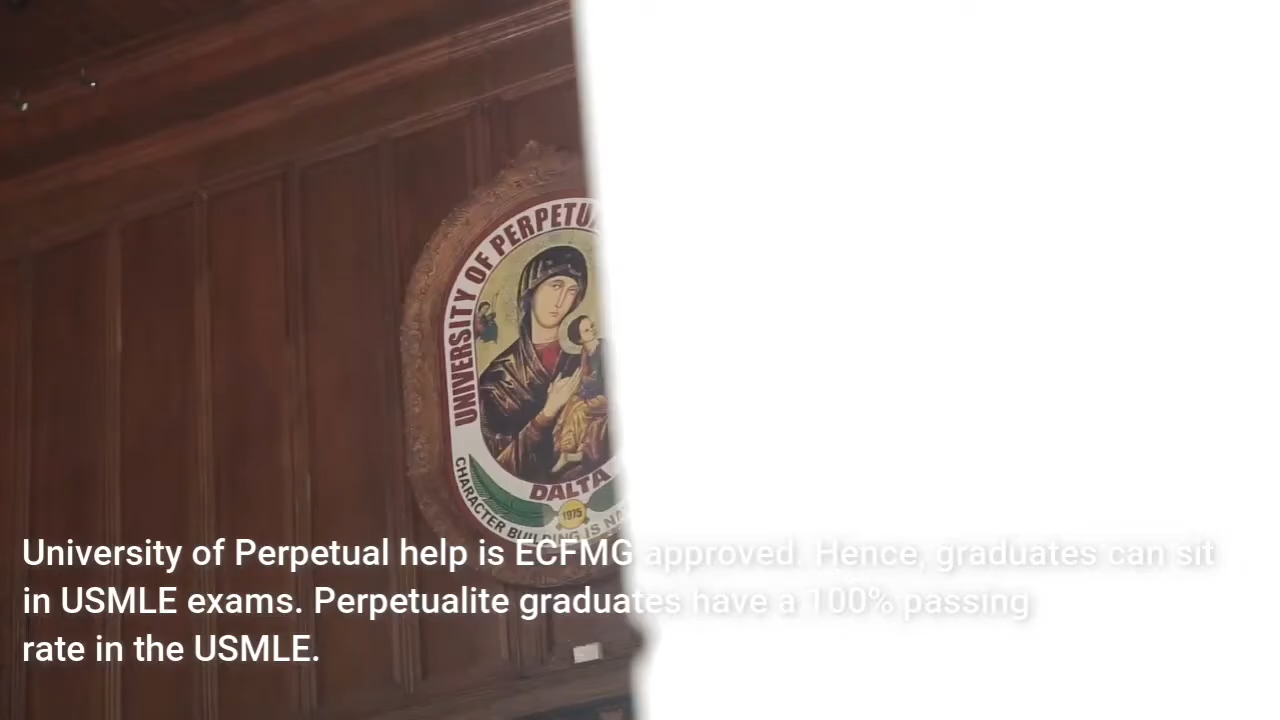 UNIVERSITY OF PERPETU
DALTA
1975
CHARACTER BUILDING IS NA
University of Perpetual help is ECFMG approved. Hence, graduates can sit
in USMLE exams. Perpetualite graduates have a 100% passing
rate in the USMLE.